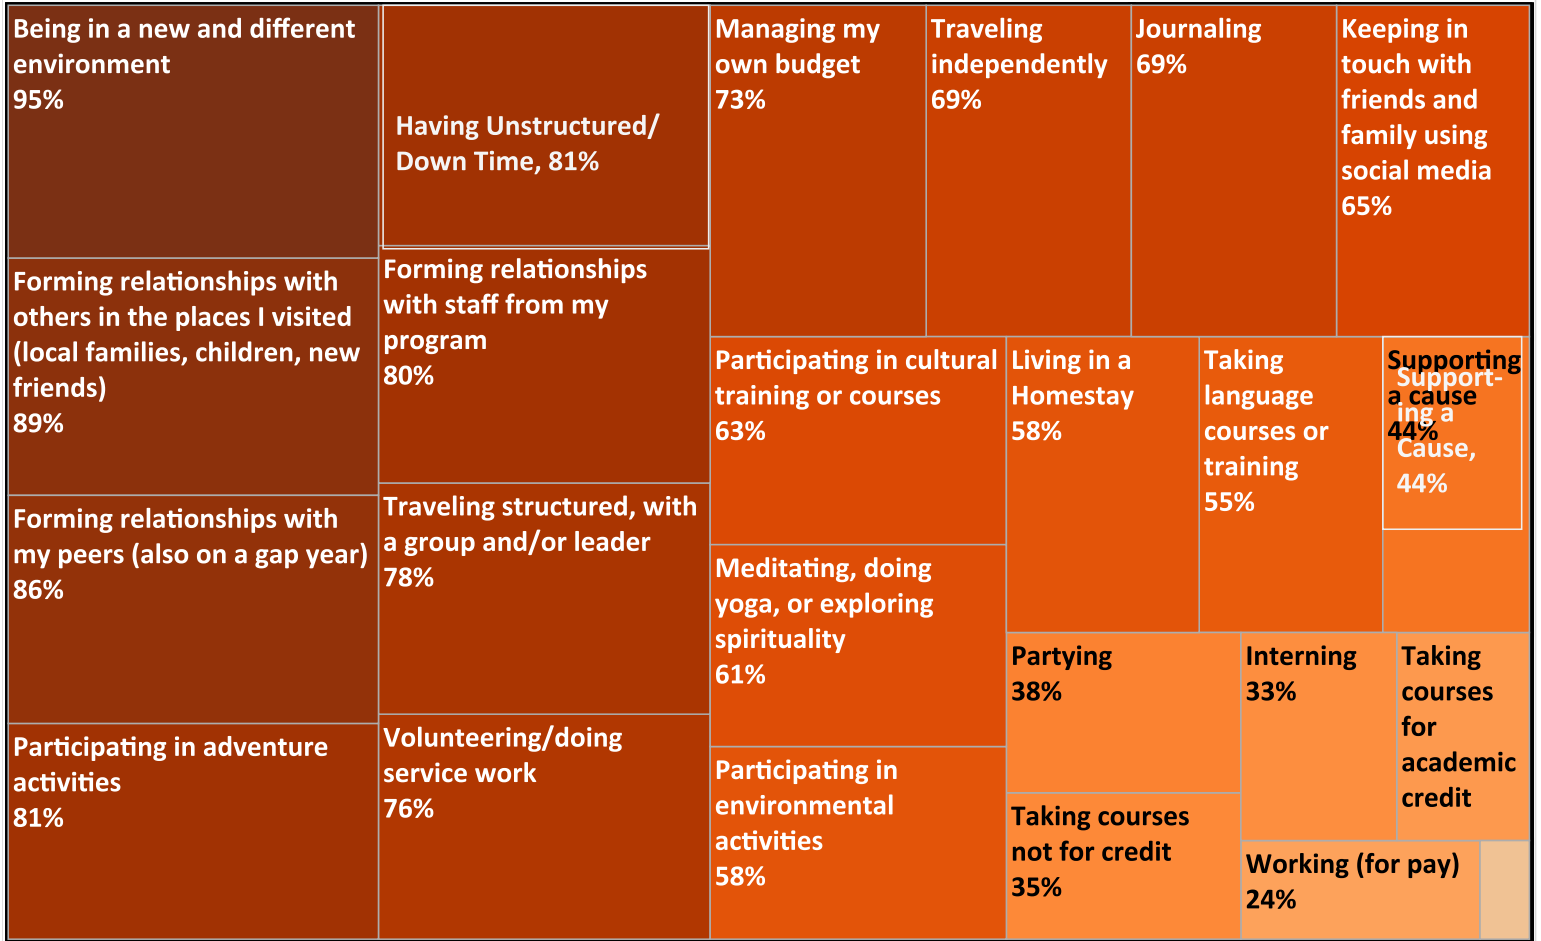 Being in a new and different
environment
95%
Forming relationships with
others in the places I visited
(local families, children, new
friends)
89%
Forming relationships with
my peers (also on a gap year)
86%
Participating in adventure
activities
81%
Having Unstructured/
Down Time, 81%
Forming relationships
with staff from my
program
80%
Traveling structured, with
a group and/or leader
78%
Volunteering/doing
service work
76%
Managing my
own budget
73%
Traveling
independently
69%
Journaling
69%
Keeping in
touch with
friends and
family using
social media
65%
Participating in cultural
training or courses
63%
Meditating, doing
yoga, or exploring
spirituality
61%
Participating in
environmental
activities
58%
Living in a
Homestay
58%
Taking
language
courses or
training
55%
Supporting
a cause
44%
Support-
ing a
Cause,
44%
Partying
38%
Taking courses
not for credit
35%
Interning
33%
Taking
courses
for
academic
credit
Working (for pay)
24%